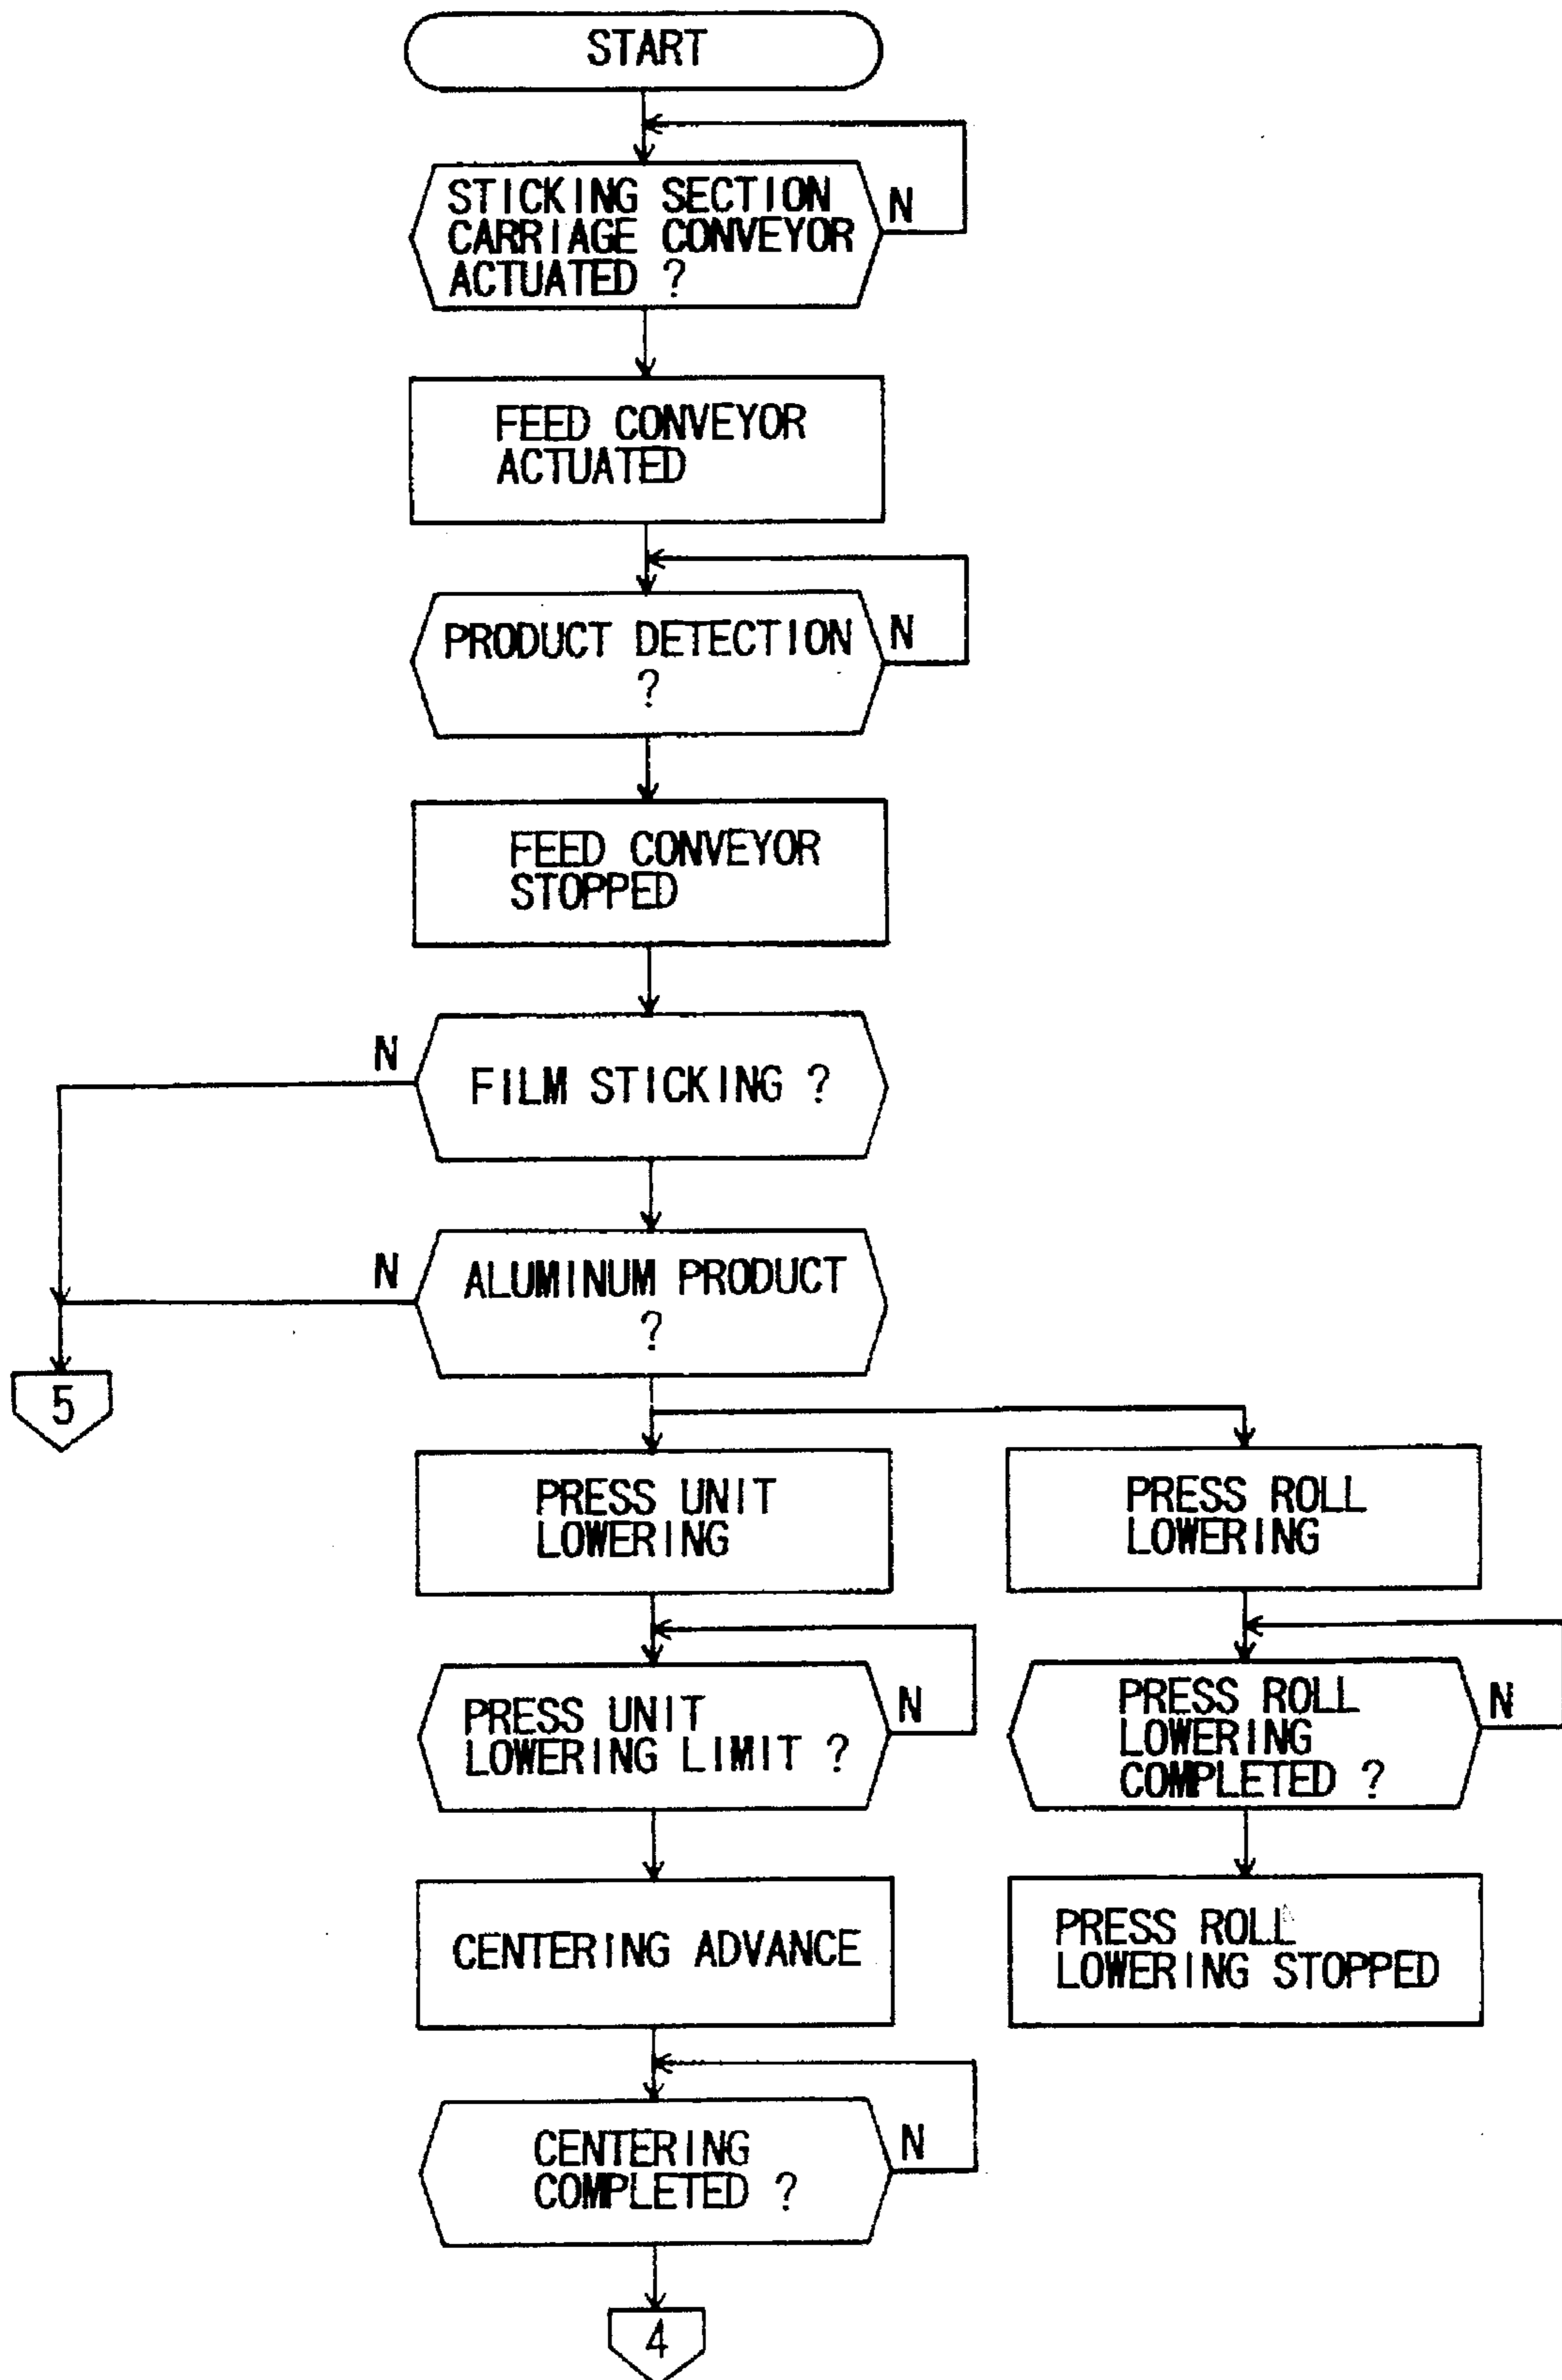 START
STICKING SECTION
CARRIAGE CONVEYOR
ACTUATED ?
N
FEED CONVEYOR
ACTUATED
PRODUCT DETECTION
?
N
FEED CONVEYOR
STOPPED
N
FILM STICKING ?
N
ALUMINUM PRODUCT
?
5
PRESS UNIT
LOWERING
PRESS ROLL
LOWERING
PRESS UNIT
LOWERING LIMIT ?
N
PRESS ROLL
LOWERING
COMPLETED ?
N
CENTERING ADVANCE
PRESS ROLL
LOWERING STOPPED
CENTERING
COMPLETED ?
N
4